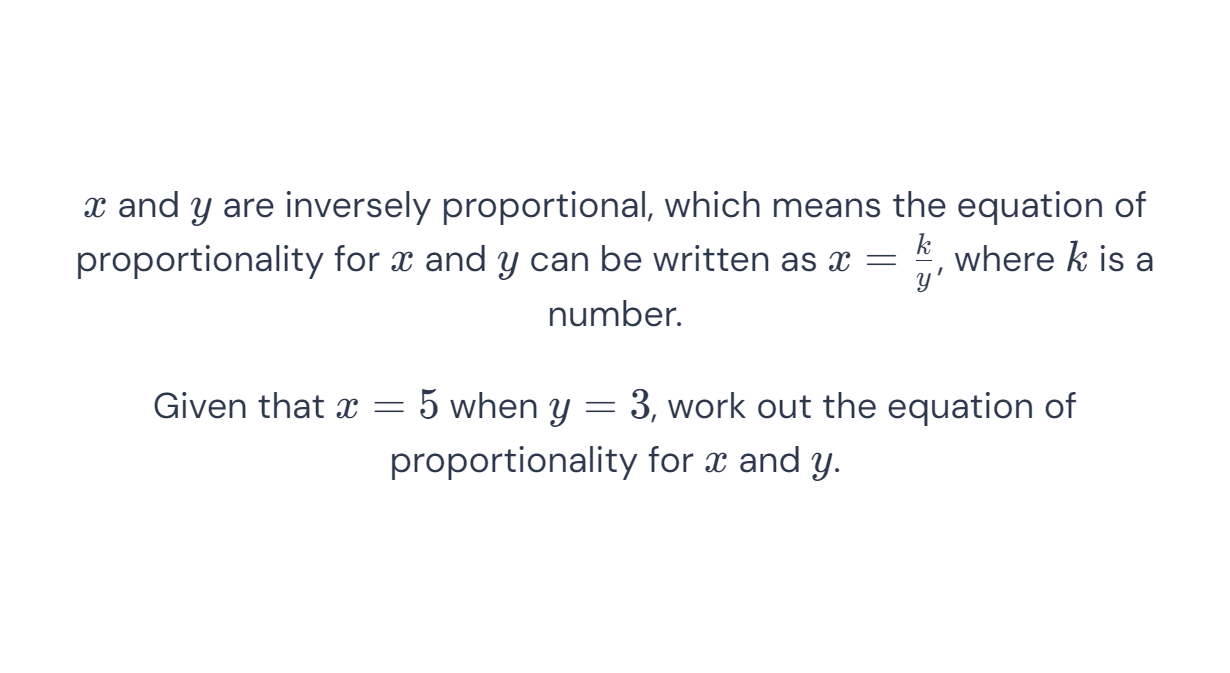 x and y are inversely proportional, which means the equation of
proportionality for x and y can be written as x = k/y, where k is a
number.
Given that x = 5 when y = 3, work out the equation of
proportionality for x and y.